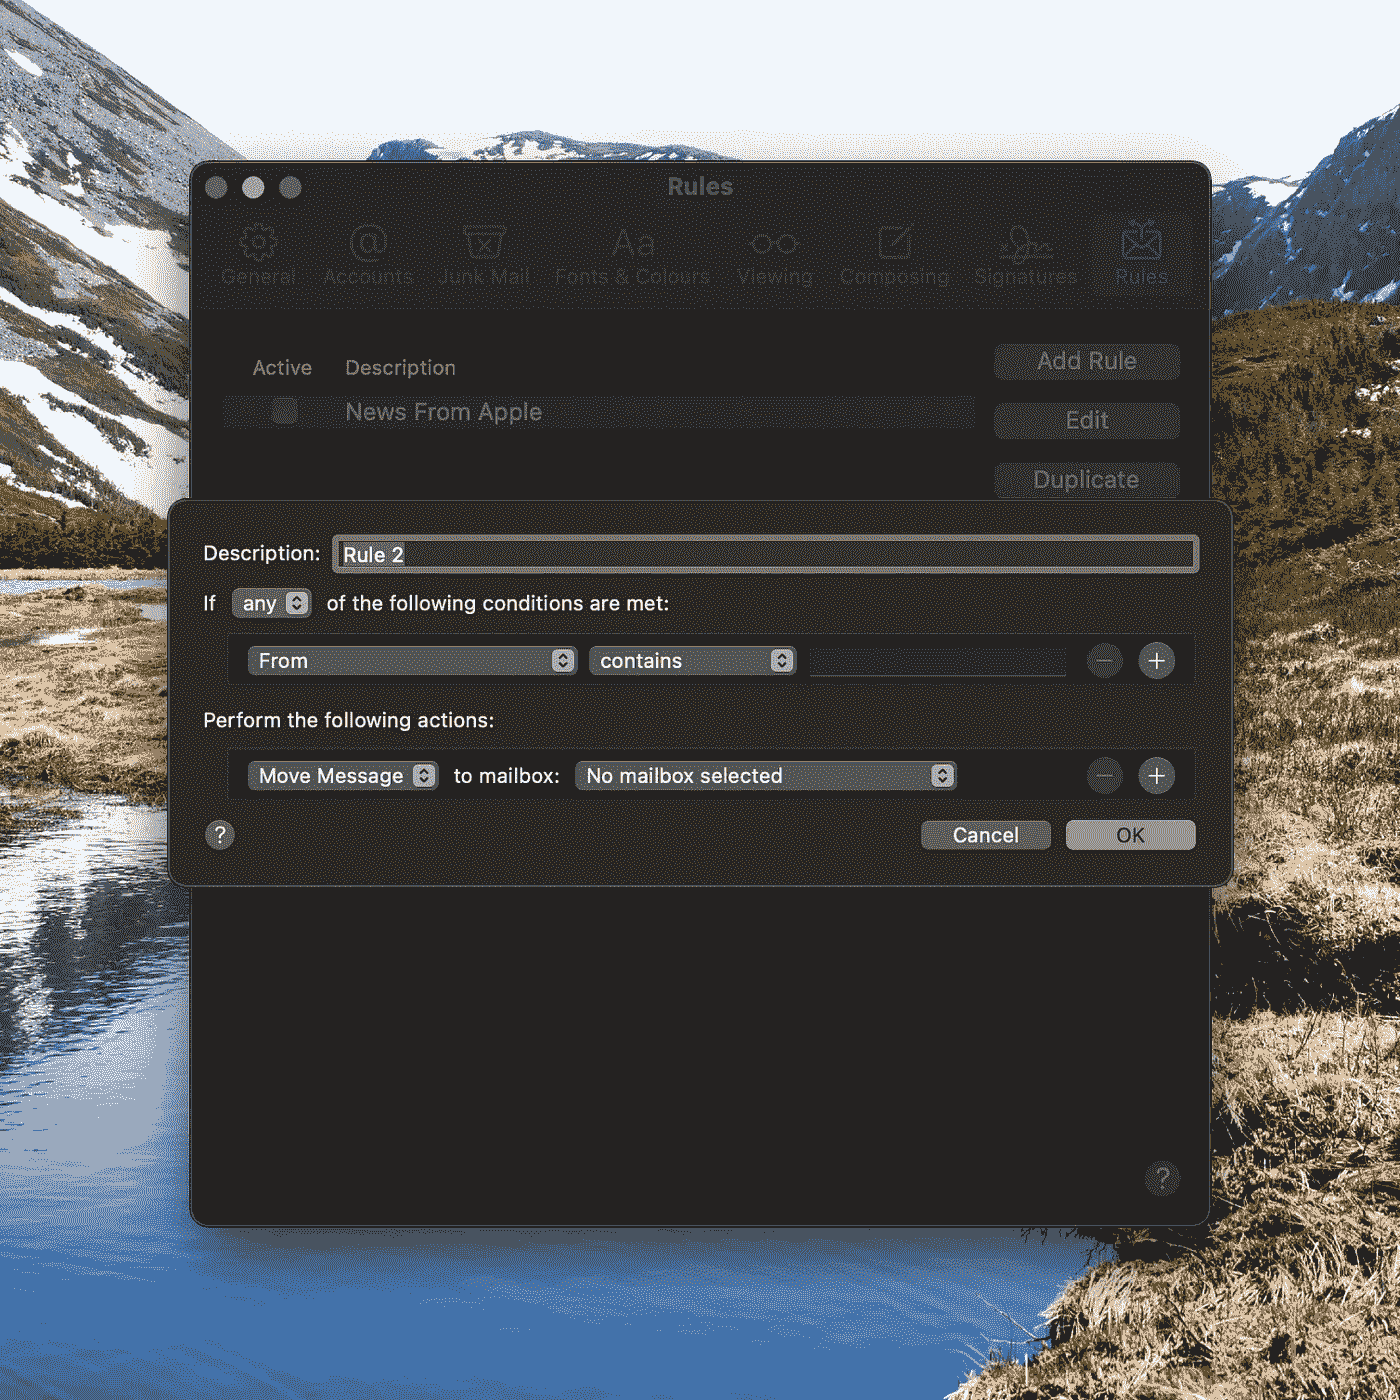 Rules
General Accounts Junk Mail Fonts & Colours Viewing Composing Signatures Rules
Active Description
Add Rule
News From Apple
Edit
Duplicate
Description: Rule 2
If any of the following conditions are met:
From contains
Perform the following actions:
Move Message to mailbox: No mailbox selected
? Cancel OK
?